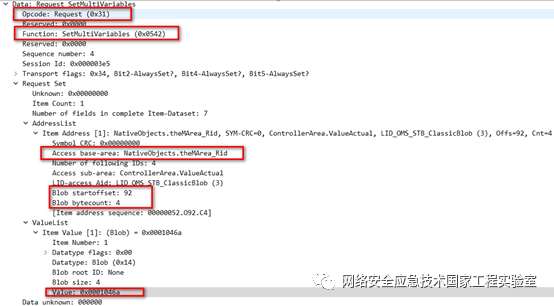 Data: Request SetMultiVariables
Opcode: Request (0x31)
Reserved: 0x0000
Function: SetMultiVariables (0x0542)
Reserved: 0x0000
Sequence number: 4
Session Id: 0x000003e5
Transport flags: 0x34, Bit2-AlwaysSet?, Bit4-AlwaysSet?, Bit5-AlwaysSet?
Request Set
Unknown: 0x00000000
Item Count: 1
Number of fields in complete Item-Dataset: 7
AddressList
Item Address [1]: NativeObjects.theMArea_Rid, SYM-CRC=0, ControllerArea.ValueActual, LID_OMS_STB_ClassicBlob (3), Offs=92, Cnt=4
Symbol CRC: 0x00000000
Access base-area: NativeObjects.theMArea_Rid
Number of following IDs: 4
Access sub-area: ControllerArea.ValueActual
LID-access Aid: LID_OMS_STB_ClassicBlob (3)
Blob startoffset: 92
Blob bytecount: 4
[Item address sequence: 00000052.O92.C4]
ValueList
Item Value [1]: (Blob) = 0x0001046a
Item Number: 1
Datatype flags: 0x00
Datatype: Blob (0x14)
Blob root ID: None
Blob size: 4
Value: 0x0001046a
Data unknown: 000000
网络安全应急技术国家工程实验室